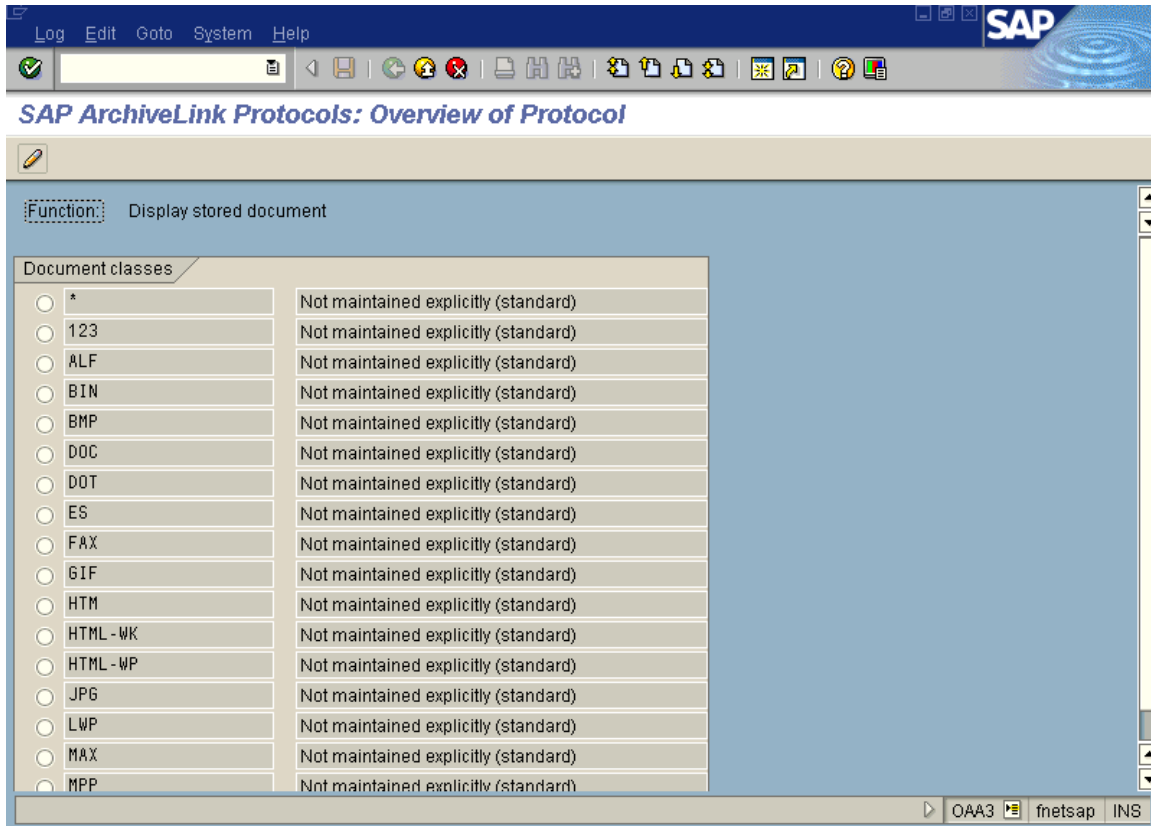 Log Edit Goto System Help
SAP
SAP ArchiveLink Protocols: Overview of Protocol
Function: Display stored document
Document classes
* Not maintained explicitly (standard)
123 Not maintained explicitly (standard)
ALF Not maintained explicitly (standard)
BIN Not maintained explicitly (standard)
BMP Not maintained explicitly (standard)
DOC Not maintained explicitly (standard)
DOT Not maintained explicitly (standard)
ES Not maintained explicitly (standard)
FAX Not maintained explicitly (standard)
GIF Not maintained explicitly (standard)
HTM Not maintained explicitly (standard)
HTML-WK Not maintained explicitly (standard)
HTML-WP Not maintained explicitly (standard)
JPG Not maintained explicitly (standard)
LWP Not maintained explicitly (standard)
MAX Not maintained explicitly (standard)
MPP Not maintained explicitly (standard)
OAA3 fnetsap INS